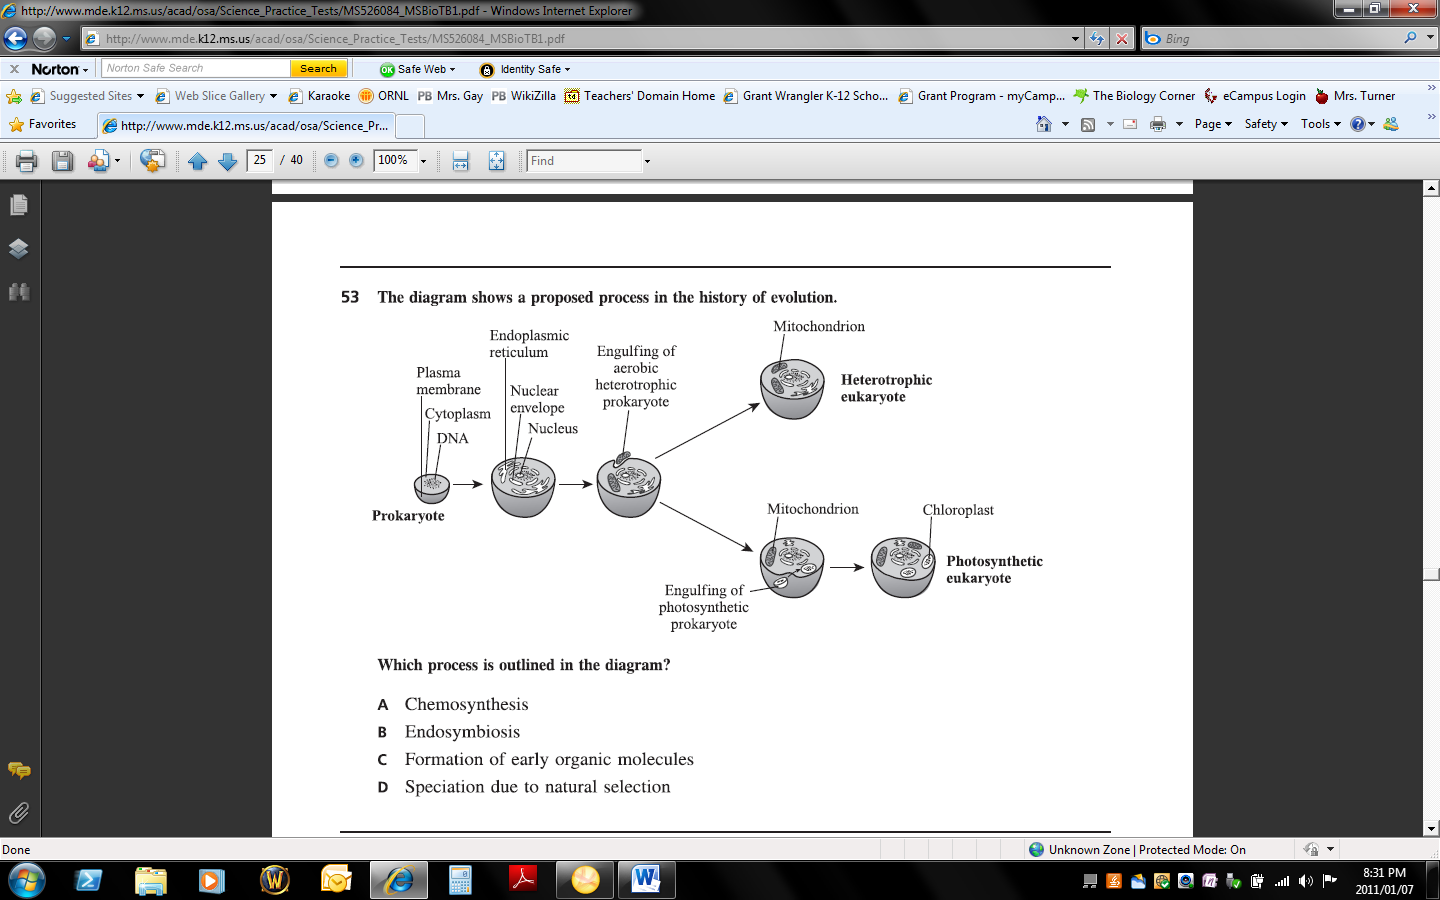 http://www.mde.k12.ms.us/acad/osa/Science_Practice_Tests/MS526084_MSBioTB1.pdf - Windows Internet Explorer
http://www.mde.k12.ms.us/acad/osa/Science_Practice_Tests/MS526084_MSBioTB1.pdf
Bing
x Norton Norton Safe Search Search OK Safe Web Identity Safe
Suggested Sites Web Slice Gallery Karaoke ORNL PB Mrs. Gay PB WikiZilla td Teachers' Domain Home Grant Wrangler K-12 Scho... Grant Program - myCamp... The Biology Corner eCampus Login Mrs. Turner
Favorites http://www.mde.k12.ms.us/acad/osa/Science_Pr... Page Safety Tools
25 / 40 100% Find
53 The diagram shows a proposed process in the history of evolution.
Plasma
membrane
Cytoplasm
DNA
Prokaryote
Endoplasmic
reticulum
Nuclear
envelope
Nucleus
Engulfing of
aerobic
heterotrophic
prokaryote
Mitochondrion
Heterotrophic
eukaryote
Mitochondrion
Engulfing of
photosynthetic
prokaryote
Chloroplast
Photosynthetic
eukaryote
Which process is outlined in the diagram?
A Chemosynthesis
B Endosymbiosis
C Formation of early organic molecules
D Speciation due to natural selection
Done
Unknown Zone | Protected Mode: On
8:31 PM
2011/01/07